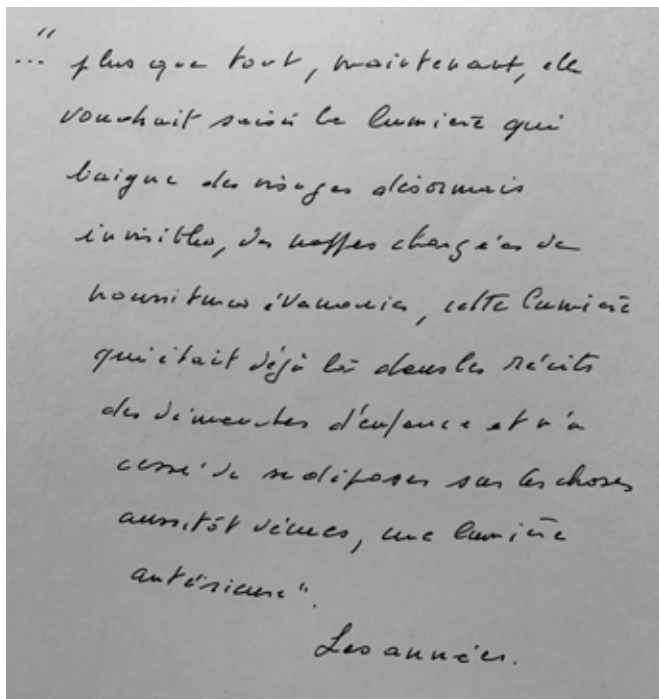 ..." plus que tout, maintenant, elle
voudrait saisir la lumière qui
baigne des visages désormais
invisibles, des nappes chargées de
nourritures évanouies, cette lumière
qui était déjà là dans les récits
des dimanches d'enfance et n'a
cessé de se déposer sur les choses
aussitôt vécues, une lumière
antérieure".
Les années.